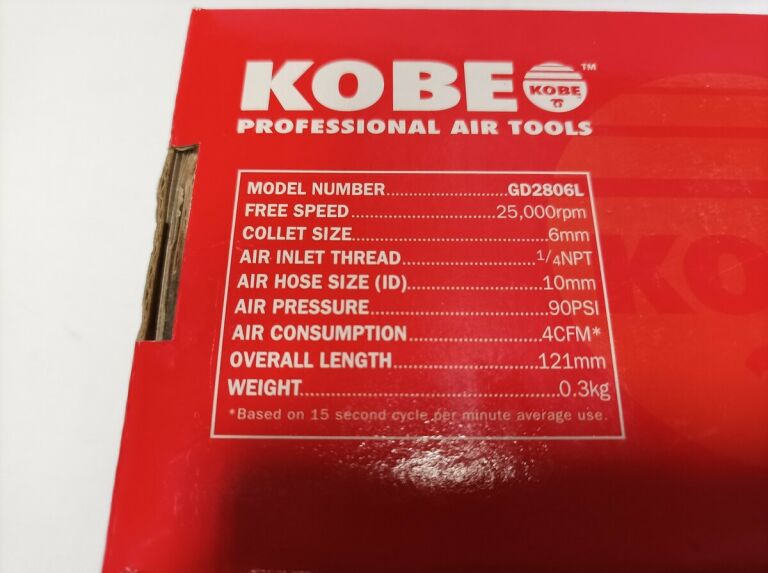 KOBE KOBE ™
PROFESSIONAL AIR TOOLS
MODEL NUMBER..........................GD2806L
FREE SPEED..............................25,000rpm
COLLET SIZE........................................6mm
AIR INLET THREAD..........................1/4NPT
AIR HOSE SIZE (ID)..........................10mm
AIR PRESSURE..................................90PSI
AIR CONSUMPTION..........................4CFM*
OVERALL LENGTH............................121mm
WEIGHT................................................0.3kg
*Based on 15 second cycle per minute average use.
KO